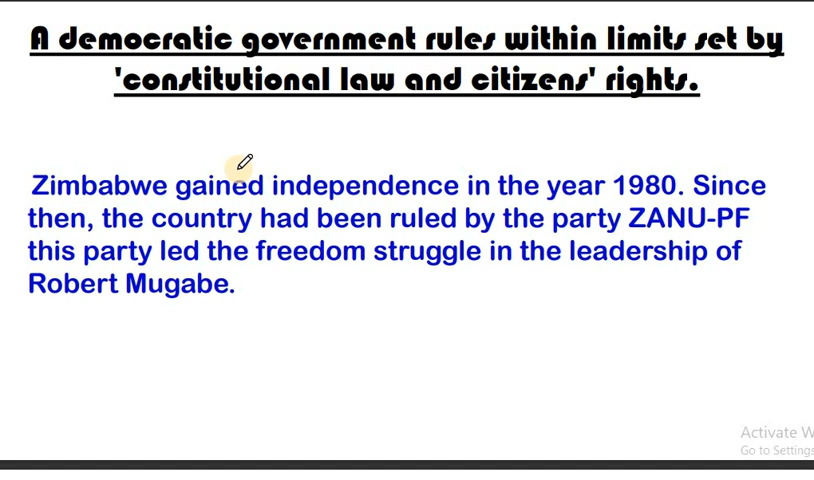 A democratic government rules within limits set by
'constitutional law and citizens' rights.
Zimbabwe gained independence in the year 1980. Since
then, the country had been ruled by the party ZANU-PF
this party led the freedom struggle in the leadership of
Robert Mugabe.
Activate W
Go to Settings